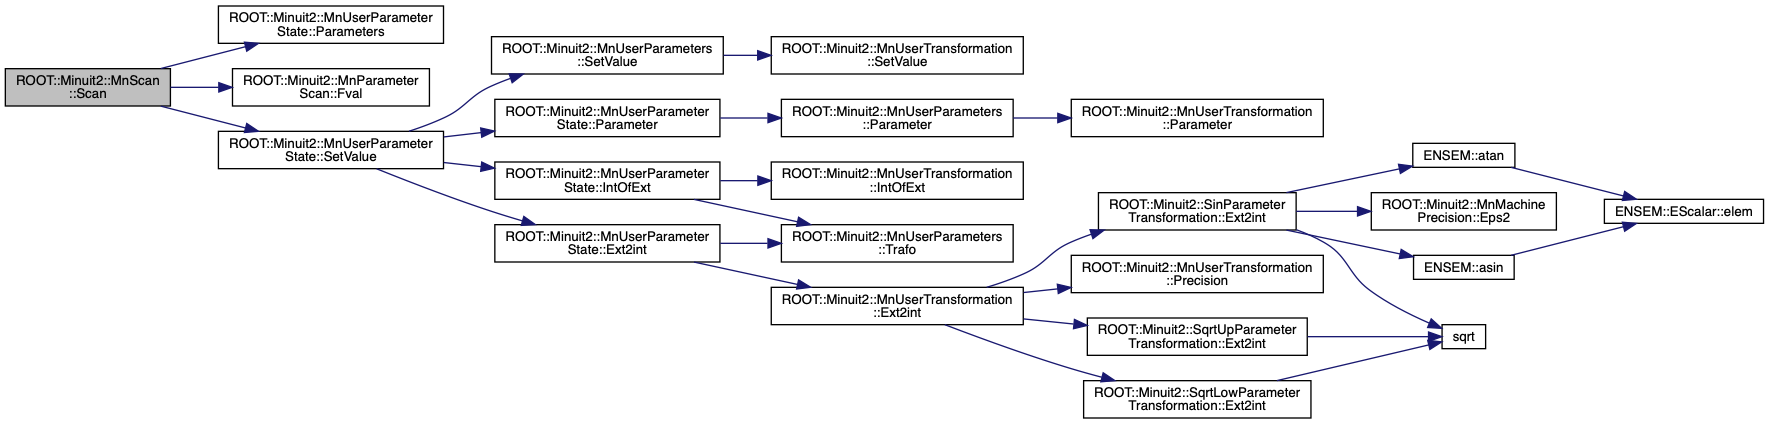 ROOT::Minuit2::MnScan
::Scan
ROOT::Minuit2::MnUserParameter
State::Parameters
ROOT::Minuit2::MnParameter
Scan::Fval
ROOT::Minuit2::MnUserParameter
State::SetValue
ROOT::Minuit2::MnUserParameters
::SetValue
ROOT::Minuit2::MnUserTransformation
::SetValue
ROOT::Minuit2::MnUserParameter
State::Parameter
ROOT::Minuit2::MnUserParameters
::Parameter
ROOT::Minuit2::MnUserTransformation
::Parameter
ROOT::Minuit2::MnUserParameter
State::IntOfExt
ROOT::Minuit2::MnUserTransformation
::IntOfExt
ROOT::Minuit2::MnUserParameter
State::Ext2int
ROOT::Minuit2::MnUserParameters
::Trafo
ROOT::Minuit2::MnUserTransformation
::Ext2int
ROOT::Minuit2::SinParameter
Transformation::Ext2int
ROOT::Minuit2::MnUserTransformation
::Precision
ROOT::Minuit2::SqrtUpParameter
Transformation::Ext2int
ROOT::Minuit2::SqrtLowParameter
Transformation::Ext2int
ENSEM::atan
ROOT::Minuit2::MnMachine
Precision::Eps2
ENSEM::asin
sqrt
ENSEM::EScalar::elem